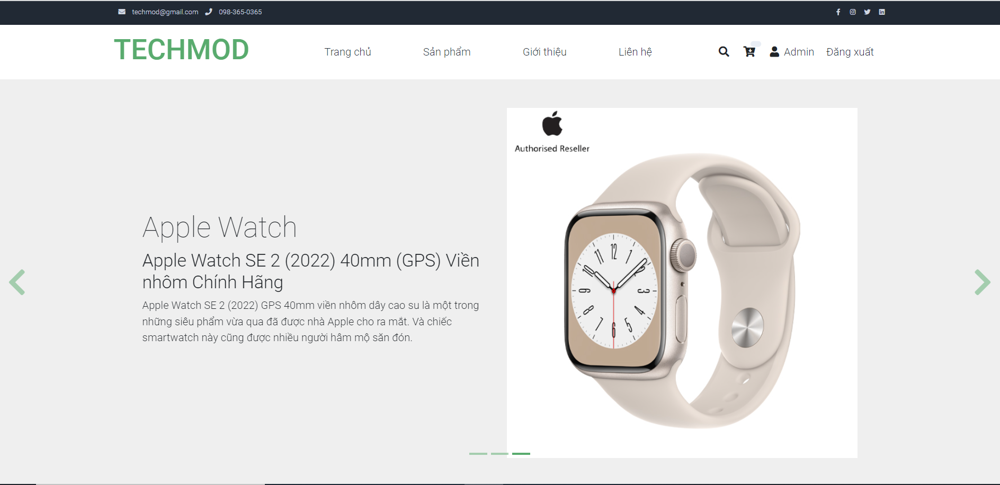 techmod@gmail.com 098-365-0365
TECHMOD
Trang chủ Sản phẩm Giới thiệu Liên hệ Admin Đăng xuất
Authorised Reseller
Apple Watch
Apple Watch SE 2 (2022) 40mm (GPS) Viền
nhôm Chính Hãng
Apple Watch SE 2 (2022) GPS 40mm viền nhôm dây cao su là một trong
những siêu phẩm vừa qua đã được nhà Apple cho ra mắt. Và chiếc
smartwatch này cũng được nhiều người hâm mộ săn đón.
12
11
10
9
8
7
6
5
4
3
2